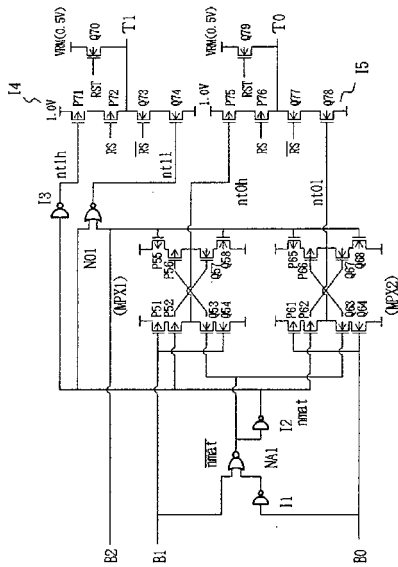 I4
VRM(0.5V)
RST
Q70
T1
1.0V
P71
P72
RS
Q73
RS
Q74
VRM(0.5V)
RST
Q79
T0
1.0V
P75
P76
RS
Q77
RS
Q78
I5
nt1h
nt1l
nt0h
nt0l
I3
NO1
P55
P56
Q57
Q58
(MPX1)
P51
P52
Q53
Q54
P65
P66
Q67
Q68
(MPX2)
P61
P62
Q63
Q64
nmat
NA1
I2
nmat
I1
B2
B1
B0